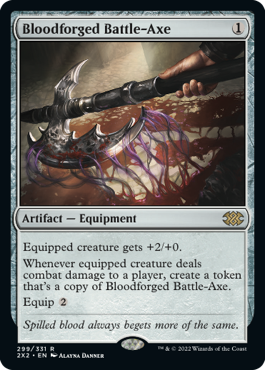 Bloodforged Battle-Axe 1
Artifact — Equipment
Equipped creature gets +2/+0.
Whenever equipped creature deals
combat damage to a player, create a token
that's a copy of Bloodforged Battle-Axe.
Equip 2
Spilled blood always begets more of the same.
299/331 R
2X2 • EN Alayna Danner
™ & © 2022 Wizards of the Coast